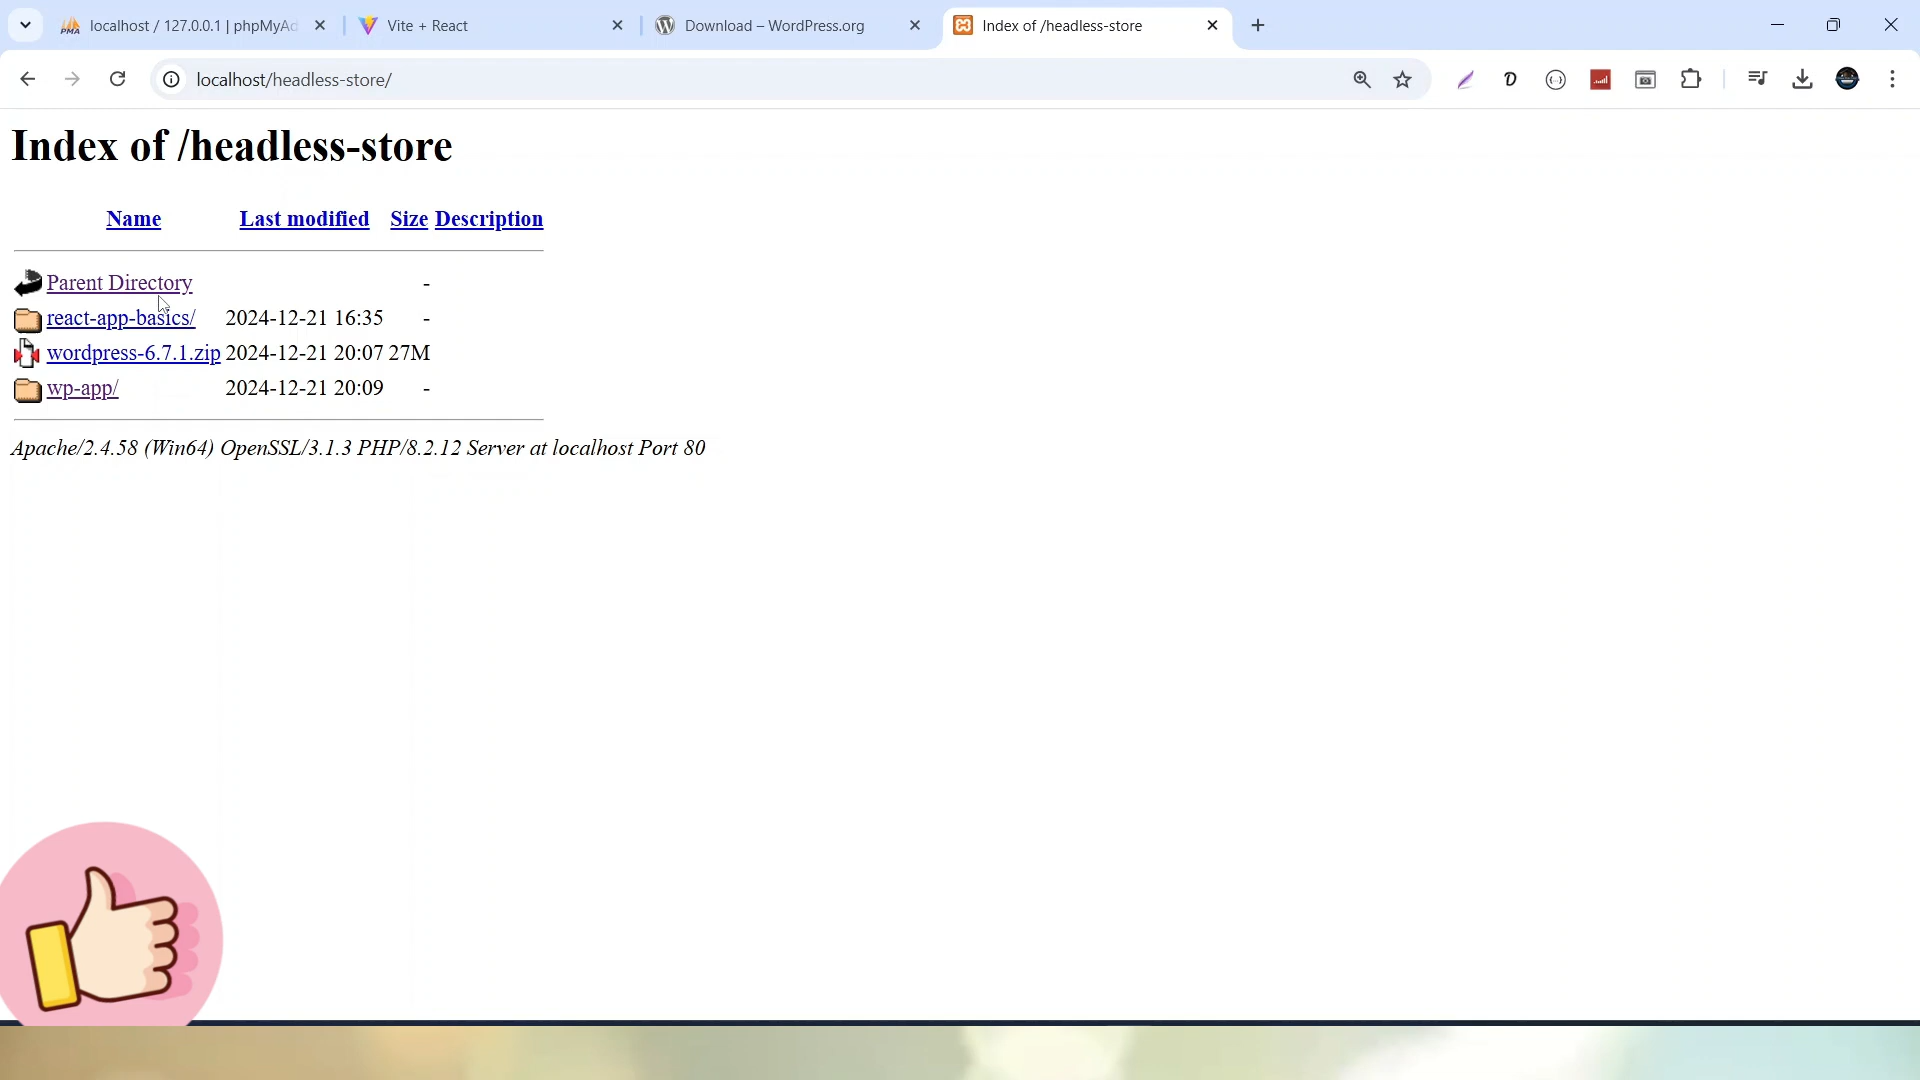 localhost / 127.0.0.1 | phpMyAd
Vite + React
Download – WordPress.org
Index of /headless-store
localhost/headless-store/
Index of /headless-store
Name Last modified Size Description
Parent Directory -
react-app-basics/ 2024-12-21 16:35 -
wordpress-6.7.1.zip 2024-12-21 20:07 27M
wp-app/ 2024-12-21 20:09 -
Apache/2.4.58 (Win64) OpenSSL/3.1.3 PHP/8.2.12 Server at localhost Port 80